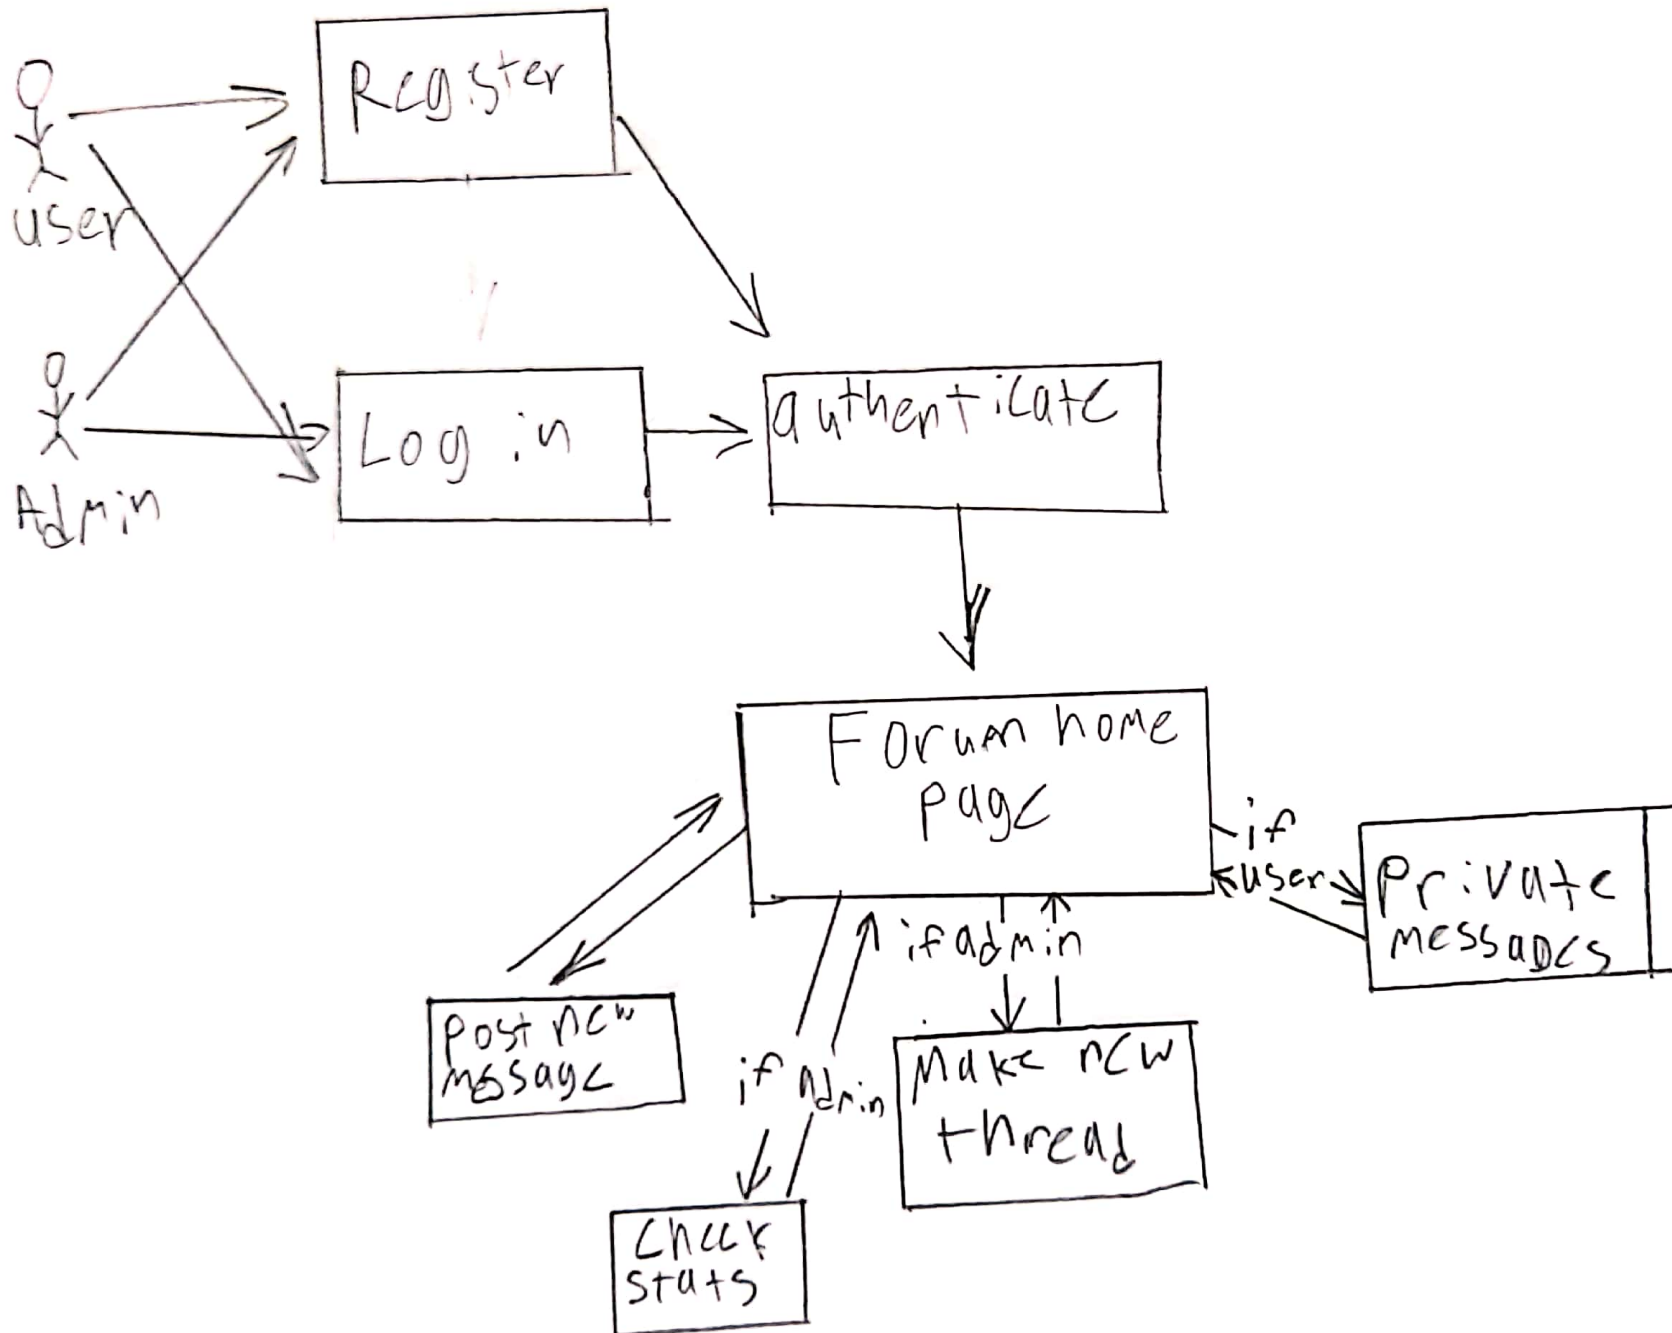 Register
user
Log in
authenticate
Admin
Forum home
page
if
user
Private
messages
if admin
Post new
message
Make new
thread
if admin
Check
stats